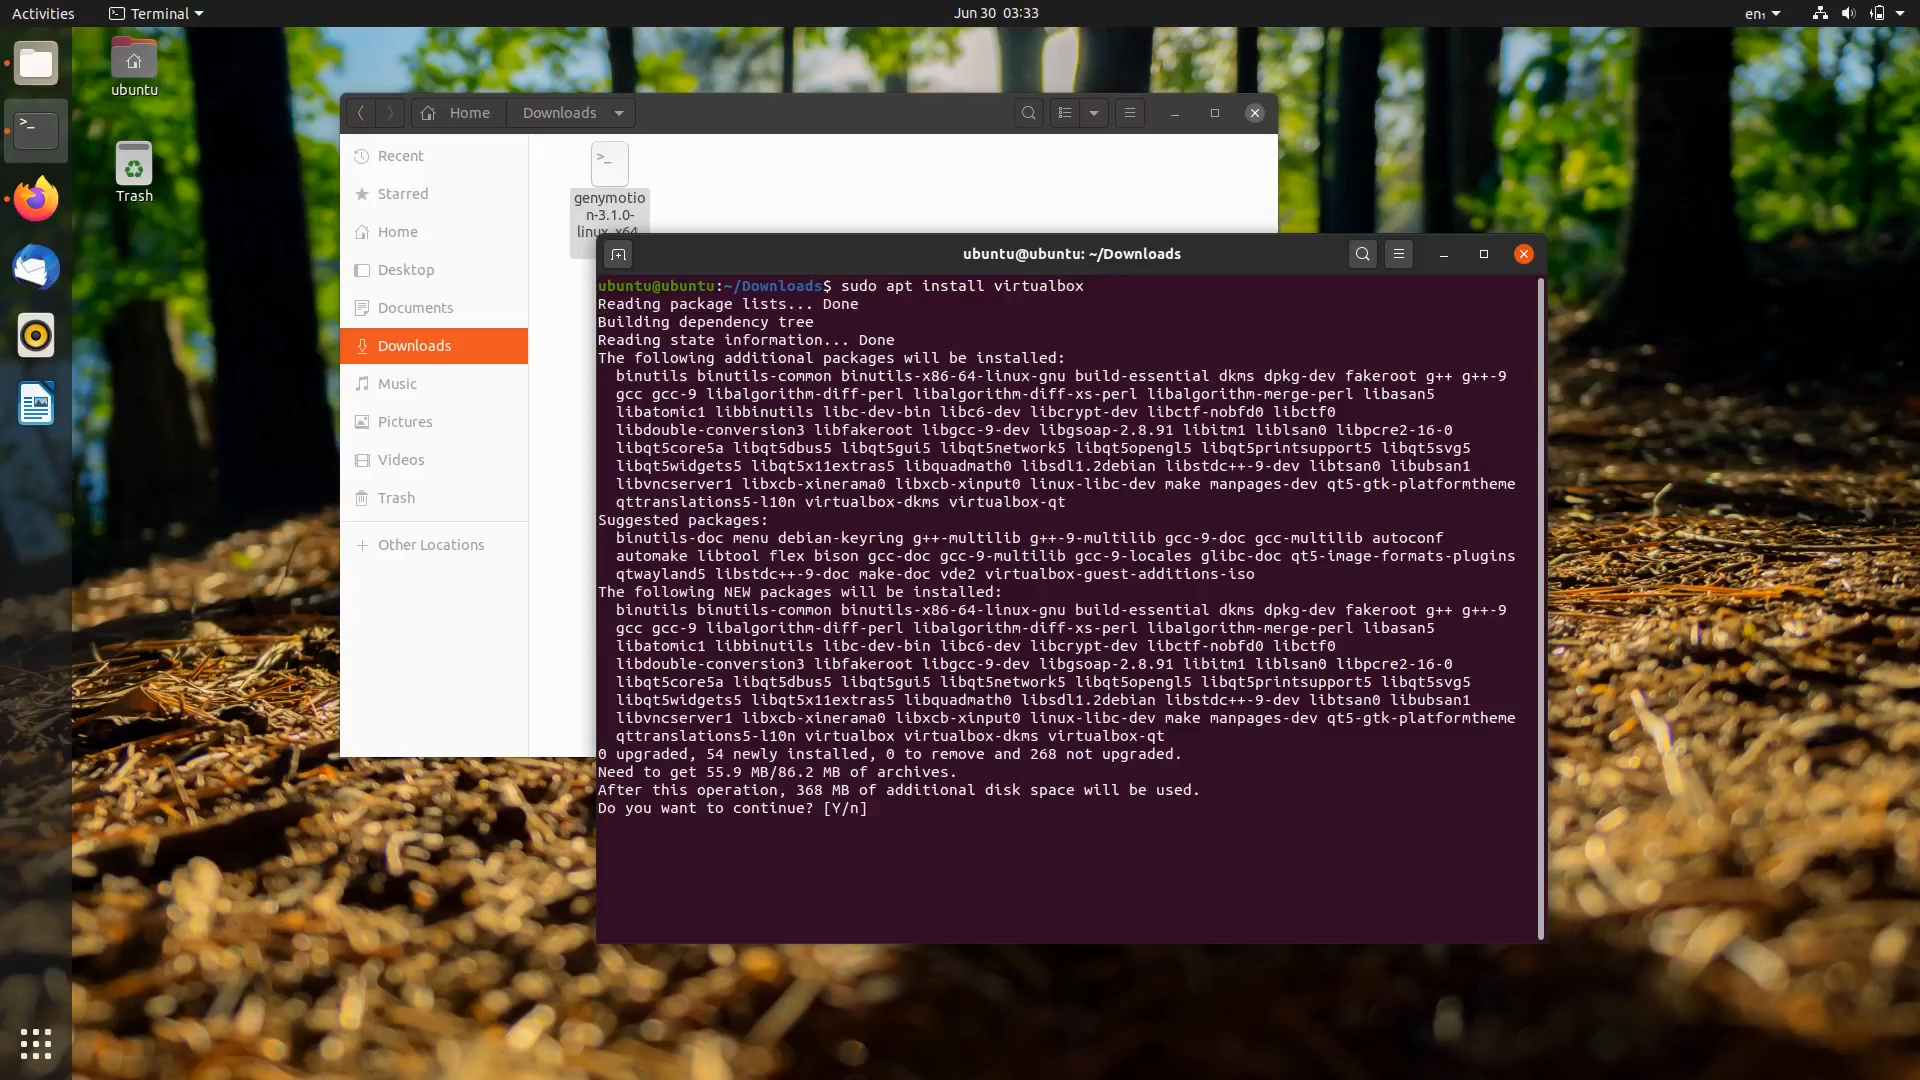 Activities
Terminal
Jun 30 03:33
en₁
ubuntu
Trash
Home
Downloads
Recent
Starred
Home
Desktop
Documents
Downloads
Music
Pictures
Videos
Trash
Other Locations
genymotio
n-3.1.0-
linux_x64.
ubuntu@ubuntu: ~/Downloads
ubuntu@ubuntu:~/Downloads$ sudo apt install virtualbox
Reading package lists... Done
Building dependency tree
Reading state information... Done
The following additional packages will be installed:
binutils binutils-common binutils-x86-64-linux-gnu build-essential dkms dpkg-dev fakeroot g++ g++-9
gcc gcc-9 libalgorithm-diff-perl libalgorithm-diff-xs-perl libalgorithm-merge-perl libasan5
libatomic1 libbinutils libc-dev-bin libc6-dev libcrypt-dev libctf-nobfd0 libctf0
libdouble-conversion3 libfakeroot libgcc-9-dev libgsoap-2.8.91 libitm1 liblsan0 libpcre2-16-0
libqt5core5a libqt5dbus5 libqt5gui5 libqt5network5 libqt5opengl5 libqt5printsupport5 libqt5svg5
libqt5widgets5 libqt5x11extras5 libquadmath0 libsdl1.2debian libstdc++-9-dev libtsan0 libubsan1
libvncserver1 libxcb-xinerama0 libxcb-xinput0 linux-libc-dev make manpages-dev qt5-gtk-platformtheme
qttranslations5-l10n virtualbox-dkms virtualbox-qt
Suggested packages:
binutils-doc menu debian-keyring g++-multilib g++-9-multilib gcc-9-doc gcc-multilib autoconf
automake libtool flex bison gcc-doc gcc-9-multilib gcc-9-locales glibc-doc qt5-image-formats-plugins
qtwayland5 libstdc++-9-doc make-doc vde2 virtualbox-guest-additions-iso
The following NEW packages will be installed:
binutils binutils-common binutils-x86-64-linux-gnu build-essential dkms dpkg-dev fakeroot g++ g++-9
gcc gcc-9 libalgorithm-diff-perl libalgorithm-diff-xs-perl libalgorithm-merge-perl libasan5
libatomic1 libbinutils libc-dev-bin libc6-dev libcrypt-dev libctf-nobfd0 libctf0
libdouble-conversion3 libfakeroot libgcc-9-dev libgsoap-2.8.91 libitm1 liblsan0 libpcre2-16-0
libqt5core5a libqt5dbus5 libqt5gui5 libqt5network5 libqt5opengl5 libqt5printsupport5 libqt5svg5
libqt5widgets5 libqt5x11extras5 libquadmath0 libsdl1.2debian libstdc++-9-dev libtsan0 libubsan1
libvncserver1 libxcb-xinerama0 libxcb-xinput0 linux-libc-dev make manpages-dev qt5-gtk-platformtheme
qttranslations5-l10n virtualbox virtualbox-dkms virtualbox-qt
0 upgraded, 54 newly installed, 0 to remove and 268 not upgraded.
Need to get 55.9 MB/86.2 MB of archives.
After this operation, 368 MB of additional disk space will be used.
Do you want to continue? [Y/n]